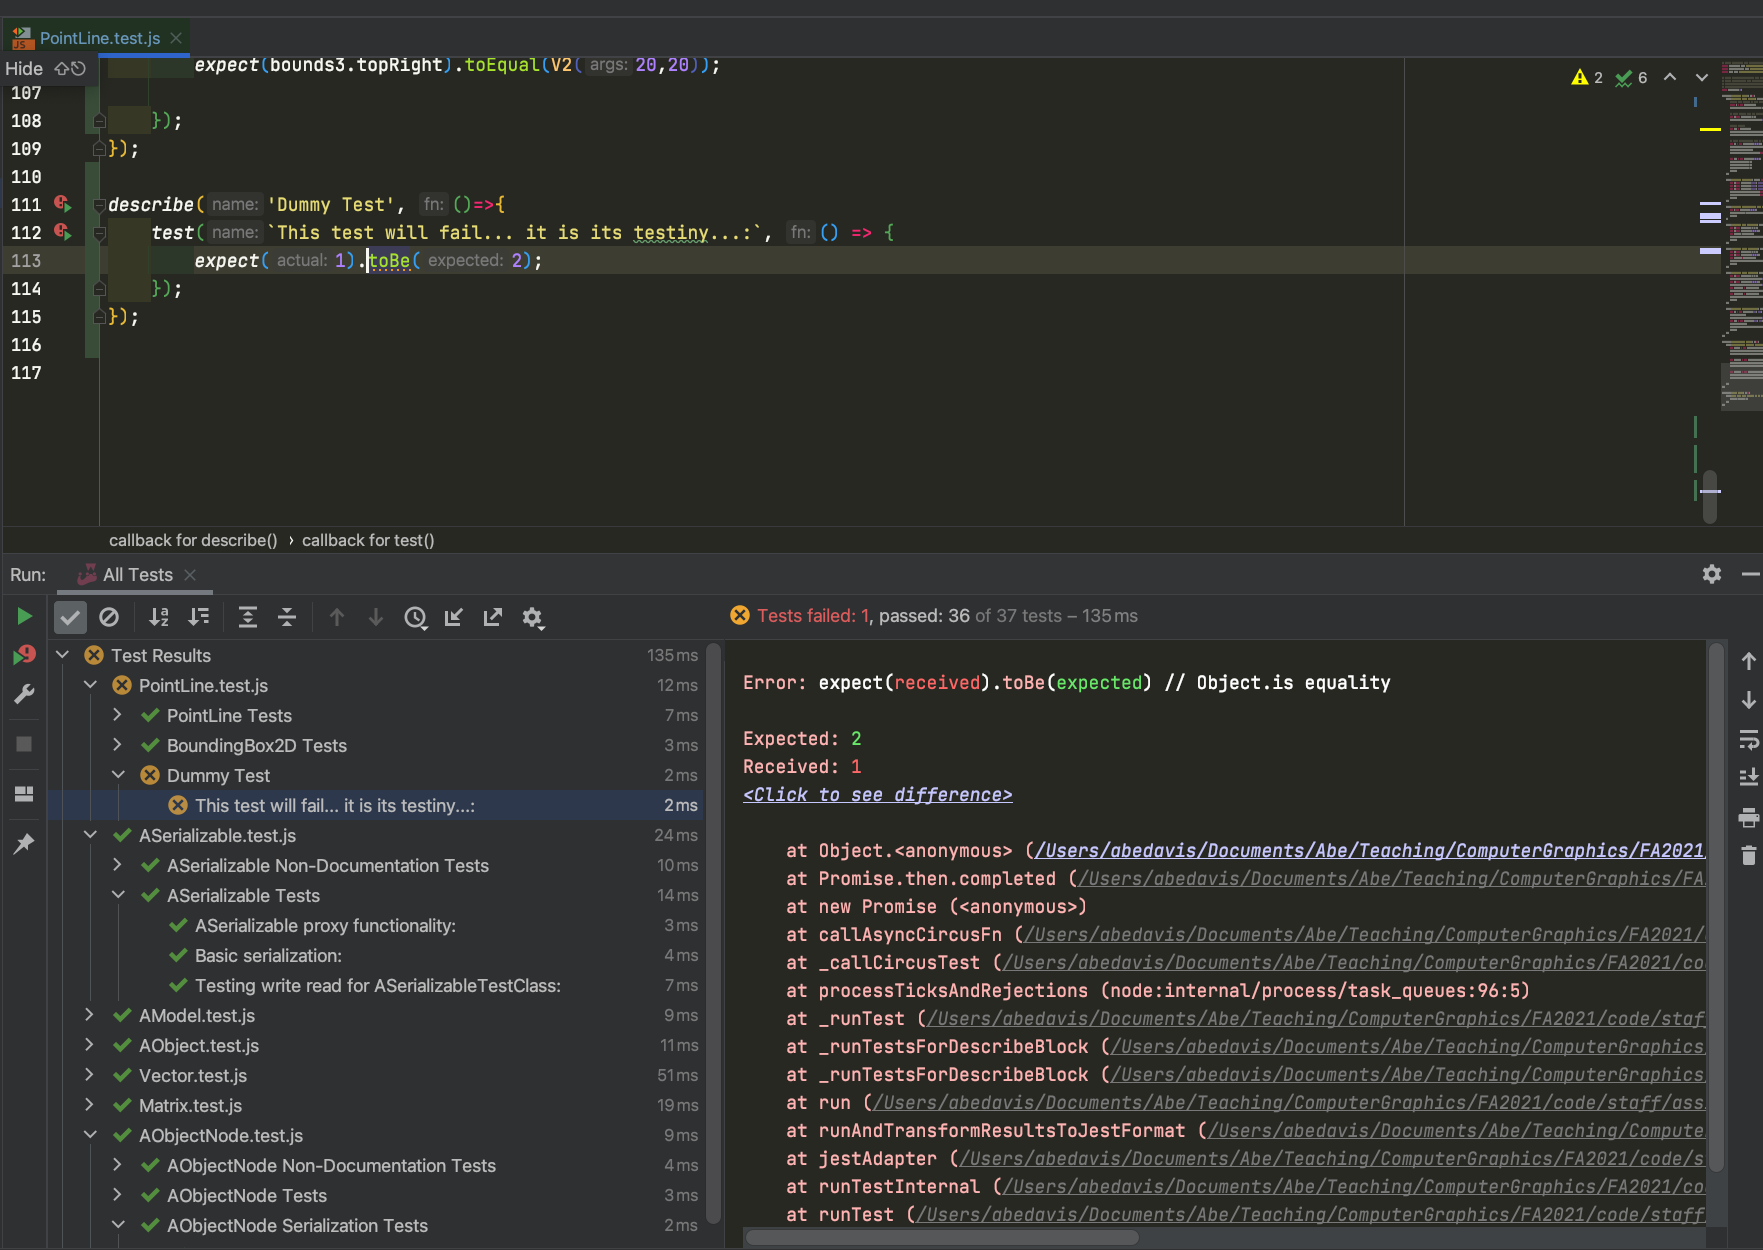 PointLine.test.js
Hide
expect(bounds3.topRight).toEqual(V2( args: 20,20));
107
108 });
109 });
110
111 describe( name: 'Dummy Test', fn: ()=>{
112 test( name: `This test will fail... it is its testiny...:`, fn: () => {
113 expect( actual: 1).toBe( expected: 2);
114 });
115 });
116
117
2 6
callback for describe() › callback for test()
Run: All Tests
Tests failed: 1, passed: 36 of 37 tests – 135 ms
Test Results 135 ms
PointLine.test.js 12 ms
PointLine Tests 7 ms
BoundingBox2D Tests 3 ms
Dummy Test 2 ms
This test will fail... it is its testiny...: 2 ms
ASerializable.test.js 24 ms
ASerializable Non-Documentation Tests 10 ms
ASerializable Tests 14 ms
ASerializable proxy functionality: 3 ms
Basic serialization: 4 ms
Testing write read for ASerializableTestClass: 7 ms
AModel.test.js 9 ms
AObject.test.js 11 ms
Vector.test.js 51 ms
Matrix.test.js 19 ms
AObjectNode.test.js 9 ms
AObjectNode Non-Documentation Tests 4 ms
AObjectNode Tests 3 ms
AObjectNode Serialization Tests 2 ms
Error: expect(received).toBe(expected) // Object.is equality
Expected: 2
Received: 1
<Click to see difference>
at Object.<anonymous> (/Users/abedavis/Documents/Abe/Teaching/ComputerGraphics/FA2021
at Promise.then.completed (/Users/abedavis/Documents/Abe/Teaching/ComputerGraphics/FA
at new Promise (<anonymous>)
at callAsyncCircusFn (/Users/abedavis/Documents/Abe/Teaching/ComputerGraphics/FA2021/
at _callCircusTest (/Users/abedavis/Documents/Abe/Teaching/ComputerGraphics/FA2021/co
at processTicksAndRejections (node:internal/process/task_queues:96:5)
at _runTest (/Users/abedavis/Documents/Abe/Teaching/ComputerGraphics/FA2021/code/staf
at _runTestsForDescribeBlock (/Users/abedavis/Documents/Abe/Teaching/ComputerGraphics
at _runTestsForDescribeBlock (/Users/abedavis/Documents/Abe/Teaching/ComputerGraphics
at run (/Users/abedavis/Documents/Abe/Teaching/ComputerGraphics/FA2021/code/staff/ass
at runAndTransformResultsToJestFormat (/Users/abedavis/Documents/Abe/Teaching/Compute
at jestAdapter (/Users/abedavis/Documents/Abe/Teaching/ComputerGraphics/FA2021/code/s
at runTestInternal (/Users/abedavis/Documents/Abe/Teaching/ComputerGraphics/FA2021/co
at runTest (/Users/abedavis/Documents/Abe/Teaching/ComputerGraphics/FA2021/code/staff